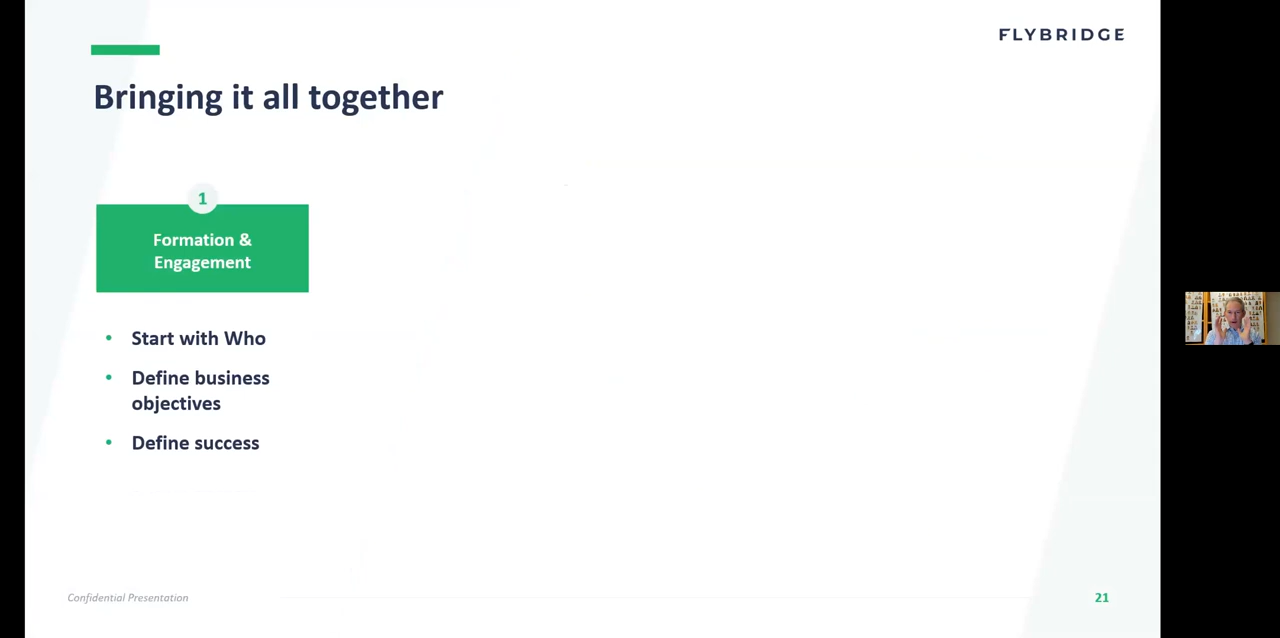 FLYBRIDGE
Bringing it all together
1
Formation &
Engagement
• Start with Who
• Define business
objectives
• Define success
Confidential Presentation
21